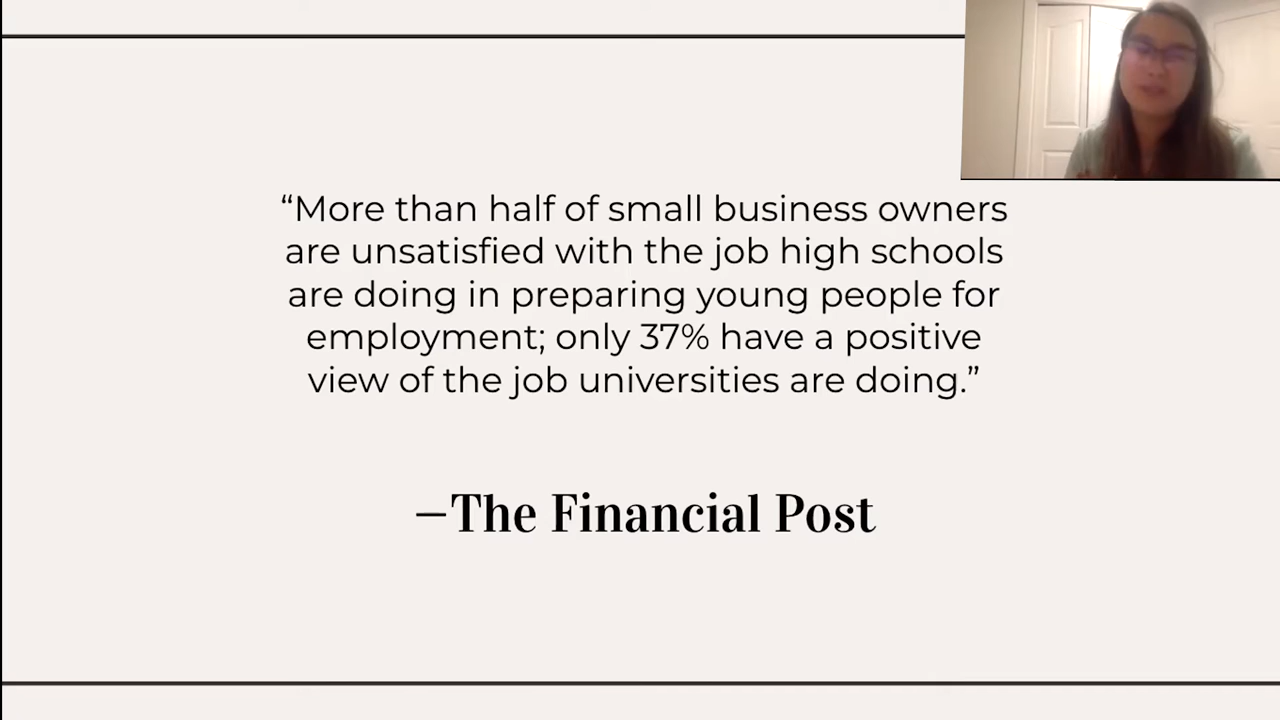 “More than half of small business owners
are unsatisfied with the job high schools
are doing in preparing young people for
employment; only 37% have a positive
view of the job universities are doing.”
—The Financial Post